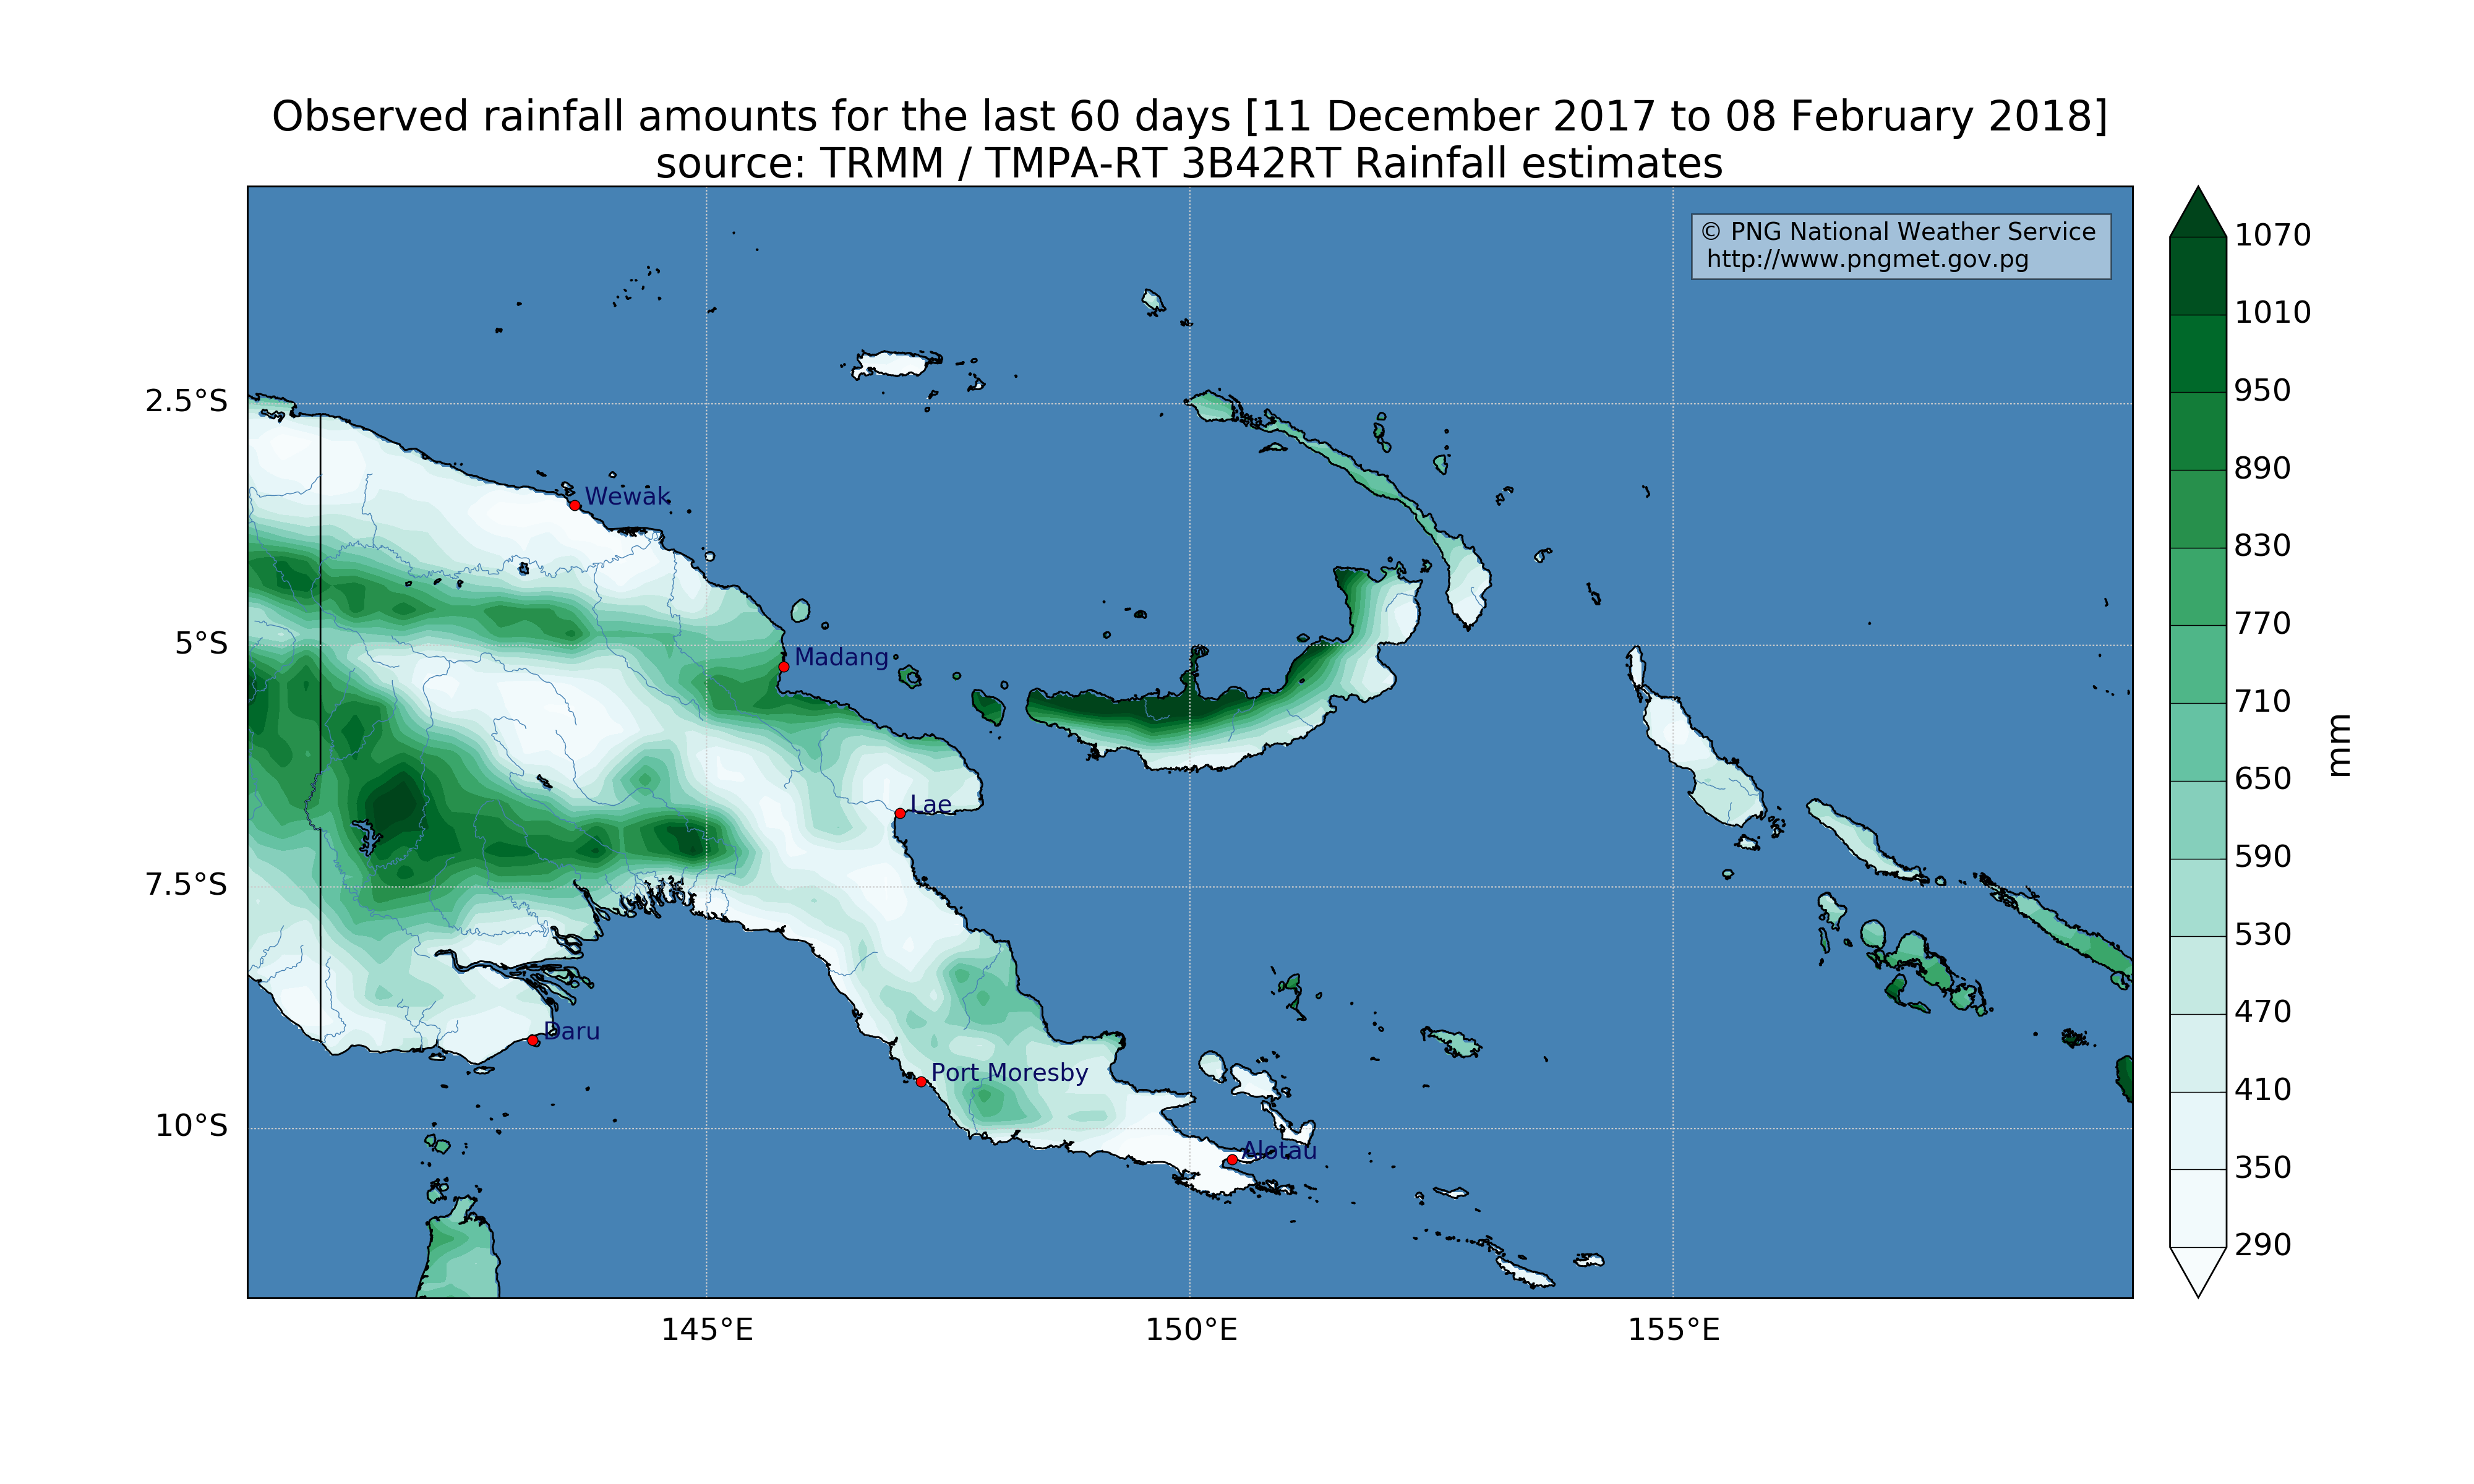 Observed rainfall amounts for the last 60 days [11 December 2017 to 08 February 2018]
source: TRMM / TMPA-RT 3B42RT Rainfall estimates
© PNG National Weather Service
http://www.pngmet.gov.pg
2.5°S
5°S
7.5°S
10°S
Wewak
Madang
Lae
Daru
Port Moresby
Alotau
145°E
150°E
155°E
1070
1010
950
890
830
770
710
650
590
530
470
410
350
290
mm